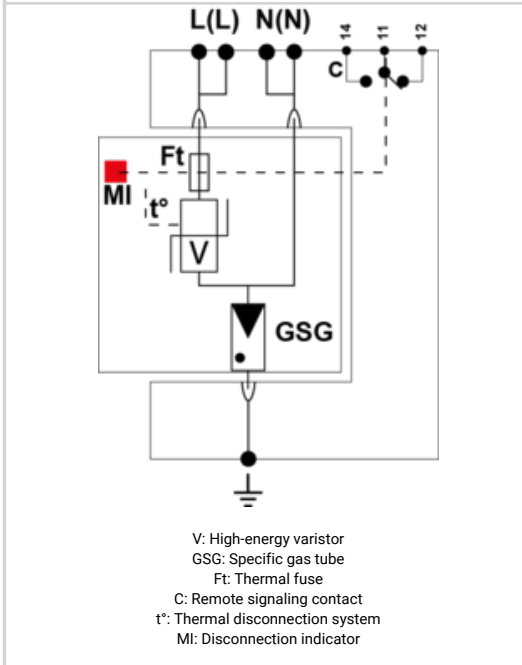 L(L) N(N) 14 11 12
C
Ft
MI
t°
V
GSG
V: High-energy varistor
GSG: Specific gas tube
Ft: Thermal fuse
C: Remote signaling contact
t°: Thermal disconnection system
MI: Disconnection indicator